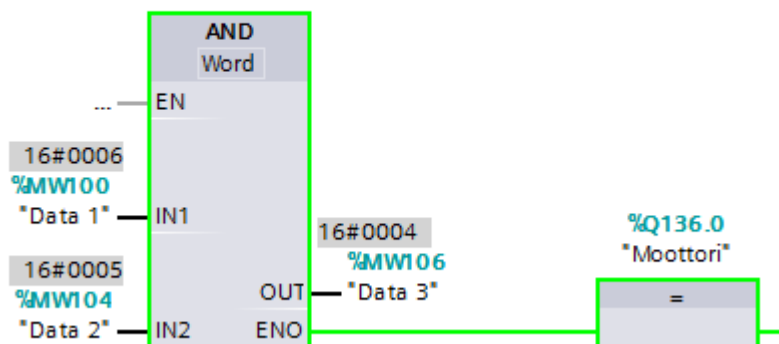 AND
Word
... EN
16#0006
%MW100
"Data 1" IN1
16#0004
%MW106
OUT "Data 3"
16#0005
%MW104
"Data 2" IN2 ENO
%Q136.0
"Moottori"
=